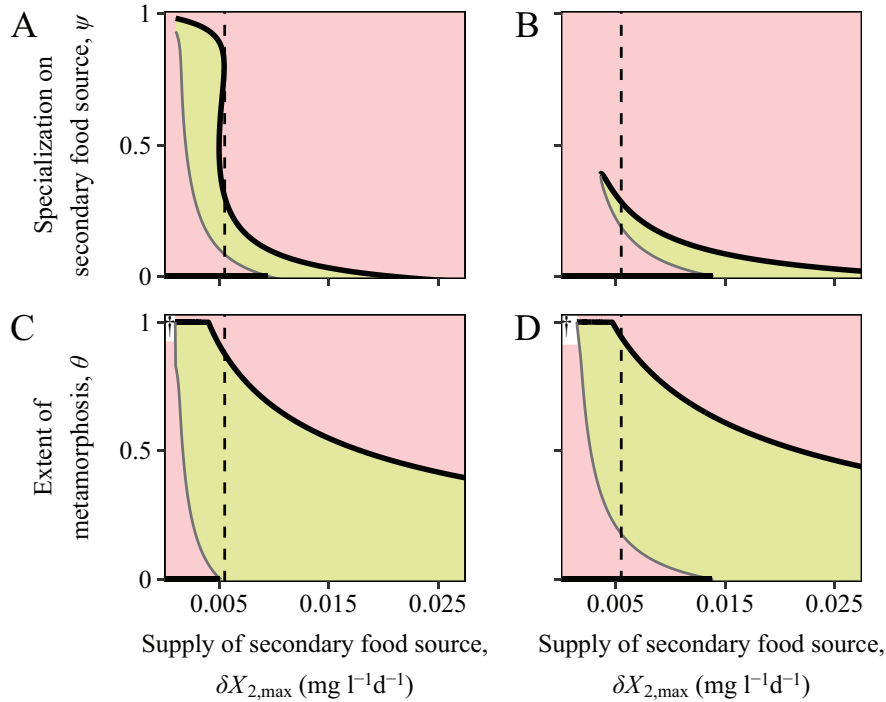 A
B
Specialization on
secondary food source, ψ
1
0.5
0
C
D
Extent of
metamorphosis, θ
1
†
†
0.5
0
0.005 0.015 0.025
0.005 0.015 0.025
Supply of secondary food source,
δX2,max (mg l⁻¹d⁻¹)
Supply of secondary food source,
δX2,max (mg l⁻¹d⁻¹)